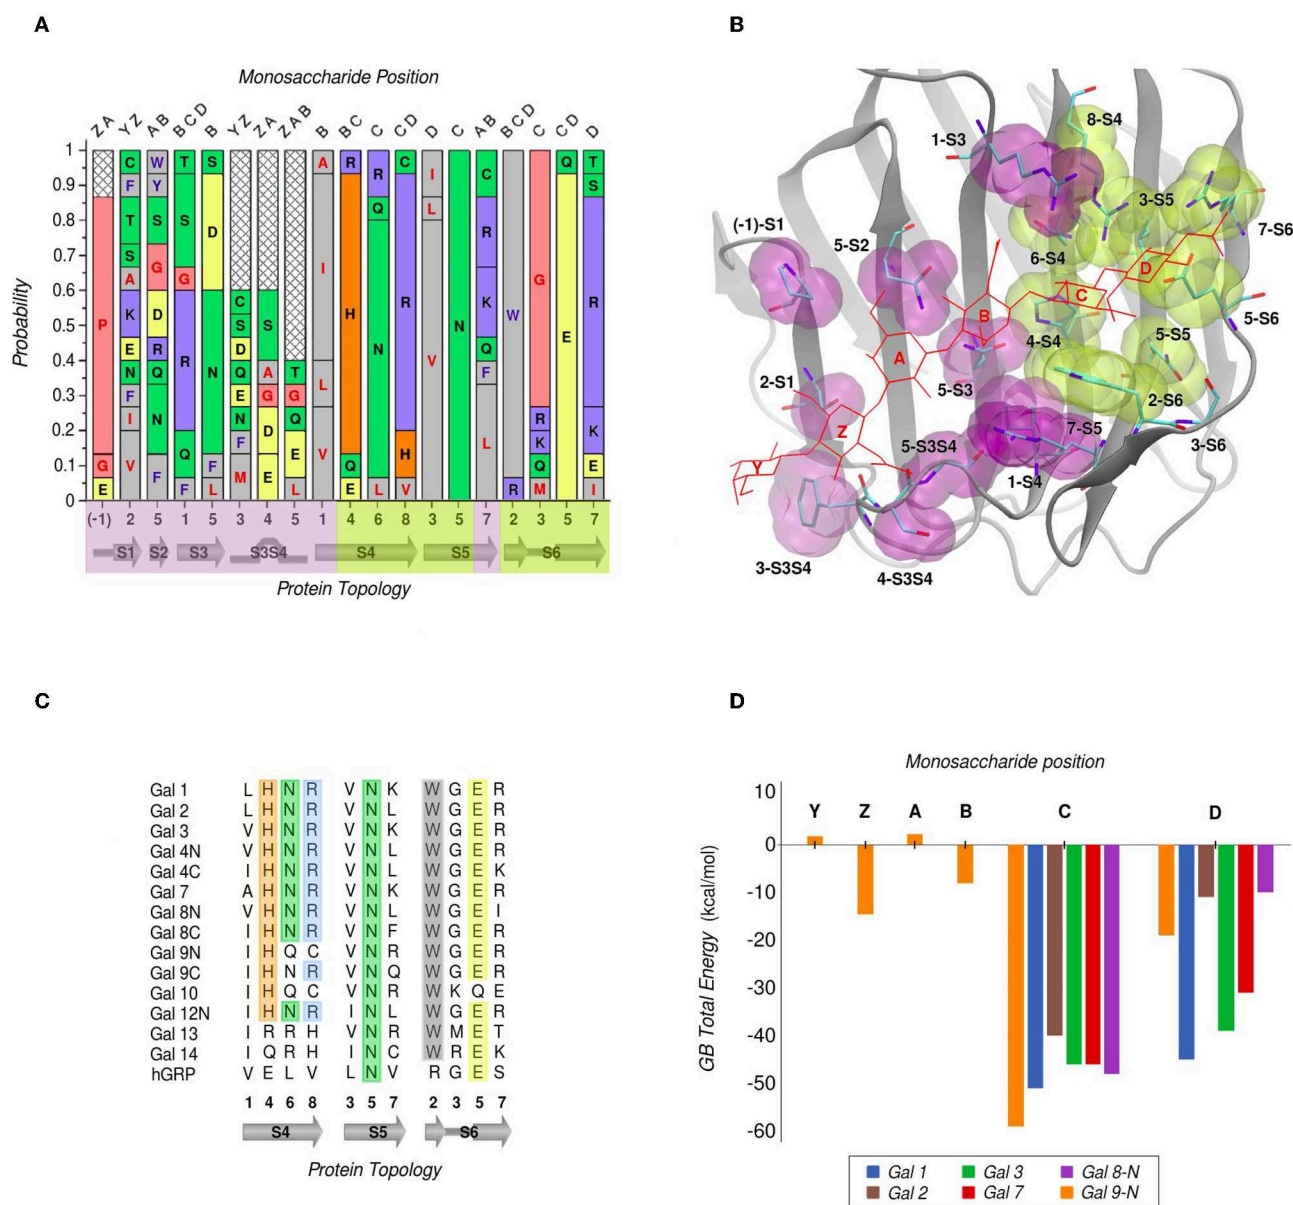 A
Monosaccharide Position
ZA YZ AB BCD B YZ ZA ZAB B BC C CD D C AB BCD C CD D
Probability
1
0.9
0.8
0.7
0.6
0.5
0.4
0.3
0.2
0.1
0
P G E
C F T S A K E N F I V
W Y S G D R Q N F
T S G R Q F
S D N F L
C S D Q E N F M
S A G D E
T G Q E L
A I L V
R H Q E
R Q N L
C R H V
I L V
N
C R K Q F L
W R
G R K Q M
Q E
T S R K E I
(-1) 2 5 1 5 3 4 5 1 4 6 8 3 5 7 2 3 5 7
S1 S2 S3 S3S4 S4 S5 S6
Protein Topology
B
8-S4
1-S3
3-S5
(-1)-S1
5-S2
7-S6
6-S4
D
C
B
5-S6
4-S4
5-S5
A
2-S1
5-S3
2-S6
Z
5-S3S4
7-S5
3-S6
Y
1-S4
3-S3S4
4-S3S4
C
Gal 1 L H N R V N K W G E R
Gal 2 L H N R V N L W G E R
Gal 3 V H N R V N K W G E R
Gal 4N V H N R V N L W G E R
Gal 4C I H N R V N L W G E K
Gal 7 A H N R V N K W G E R
Gal 8N V H N R V N L W G E I
Gal 8C I H N R V N F W G E R
Gal 9N I H Q C V N R W G E R
Gal 9C I H N R V N Q W G E R
Gal 10 I H Q C V N R W K Q E
Gal 12N I H N R I N L W G E R
Gal 13 I R R H V N R W M E T
Gal 14 I Q R H I N C W R E K
hGRP V E L V L N V R G E S
1 4 6 8 3 5 7 2 3 5 7
S4 S5 S6
Protein Topology
D
Monosaccharide position
GB Total Energy (kcal/mol)
10
0
-10
-20
-30
-40
-50
-60
Y Z A B C D
Gal 1 Gal 3 Gal 8-N
Gal 2 Gal 7 Gal 9-N